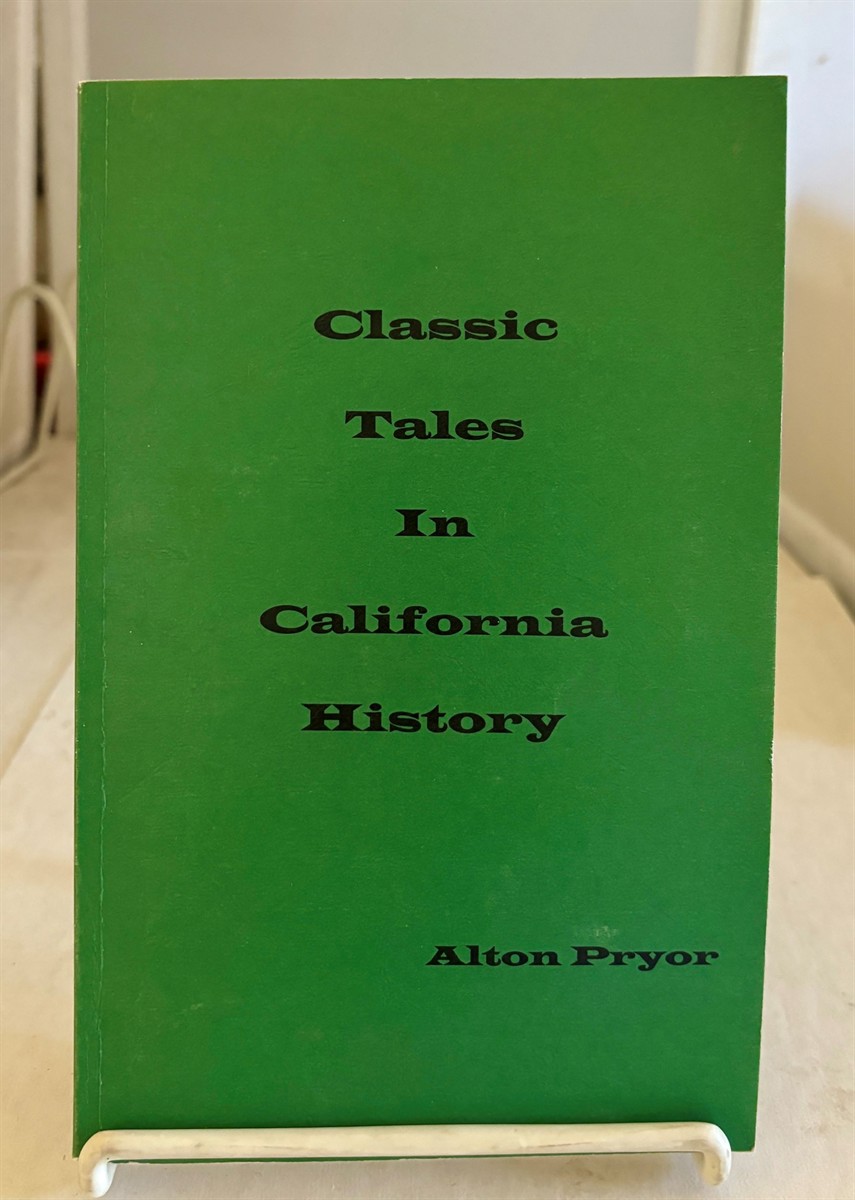 Classic
Tales
In
California
History
Alton Pryor